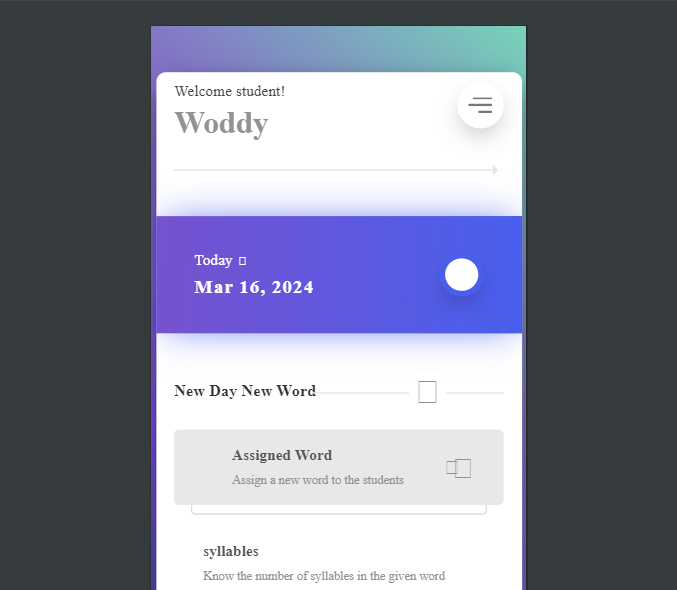 Welcome student!
Woddy
Today
Mar 16, 2024
New Day New Word
Assigned Word
Assign a new word to the students
syllables
Know the number of syllables in the given word